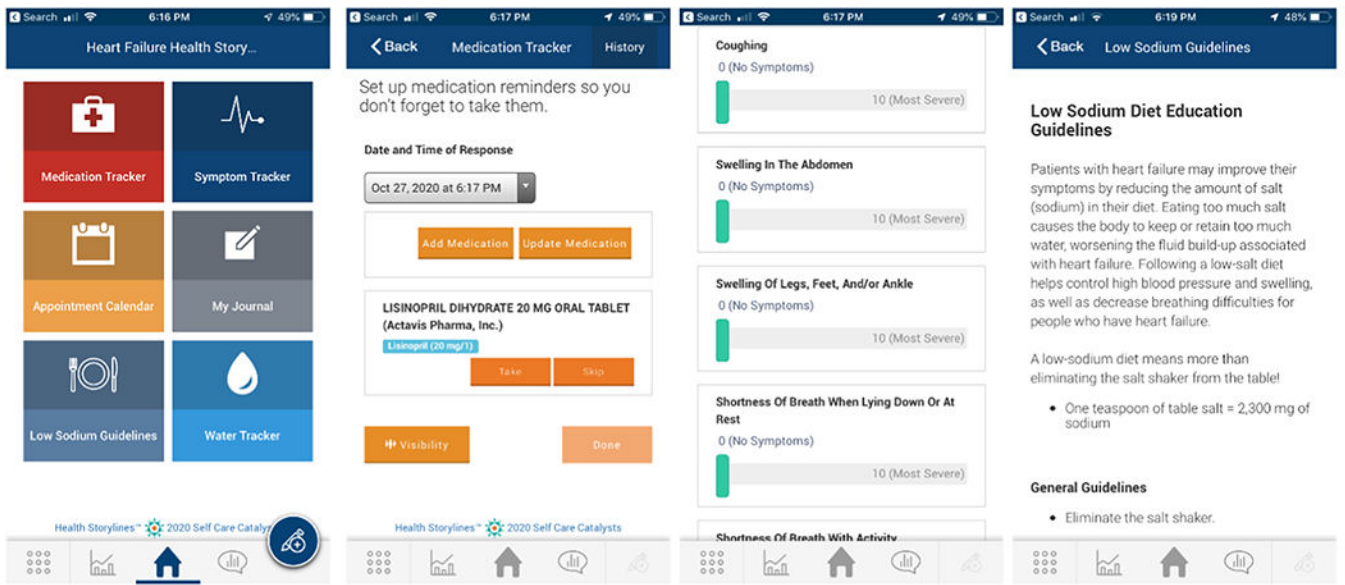 Search 6:16 PM 49%
Heart Failure Health Story...
Medication Tracker
Symptom Tracker
Appointment Calendar
My Journal
Low Sodium Guidelines
Water Tracker
Health Storylines™ 2020 Self Care Cataly
Search 6:17 PM 49%
Back Medication Tracker History
Set up medication reminders so you
don't forget to take them.
Date and Time of Response
Oct 27, 2020 at 6:17 PM
Add Medication Update Medication
LISINOPRIL DIHYDRATE 20 MG ORAL TABLET
(Actavis Pharma, Inc.)
Lisinopril (20 mg/1)
Take Skip
Visibility Done
Health Storylines™ 2020 Self Care Catalysts
Search 6:17 PM 49%
Coughing
0 (No Symptoms)
10 (Most Severe)
Swelling In The Abdomen
0 (No Symptoms)
10 (Most Severe)
Swelling Of Legs, Feet, And/or Ankle
0 (No Symptoms)
10 (Most Severe)
Shortness Of Breath When Lying Down Or At
Rest
0 (No Symptoms)
10 (Most Severe)
Shortness Of Breath With Activity
Search 6:19 PM 48%
Back Low Sodium Guidelines
Low Sodium Diet Education
Guidelines
Patients with heart failure may improve their
symptoms by reducing the amount of salt
(sodium) in their diet. Eating too much salt
causes the body to keep or retain too much
water, worsening the fluid build-up associated
with heart failure. Following a low-salt diet
helps control high blood pressure and swelling,
as well as decrease breathing difficulties for
people who have heart failure.
A low-sodium diet means more than
eliminating the salt shaker from the table!
• One teaspoon of table salt = 2,300 mg of
sodium
General Guidelines
• Eliminate the salt shaker.